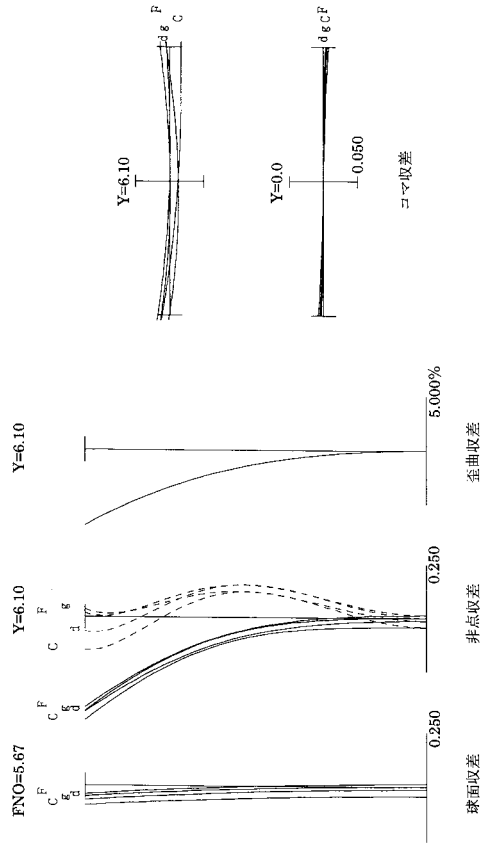 FNO=5.67
C
F
g
d
0.250
球面収差
Y=6.10
C
F
g
d
C
d
F
g
0.250
非点収差
Y=6.10
5.000%
歪曲収差
Y=6.10
d g F
C
Y=0.0
d g C F
0.050
コマ収差